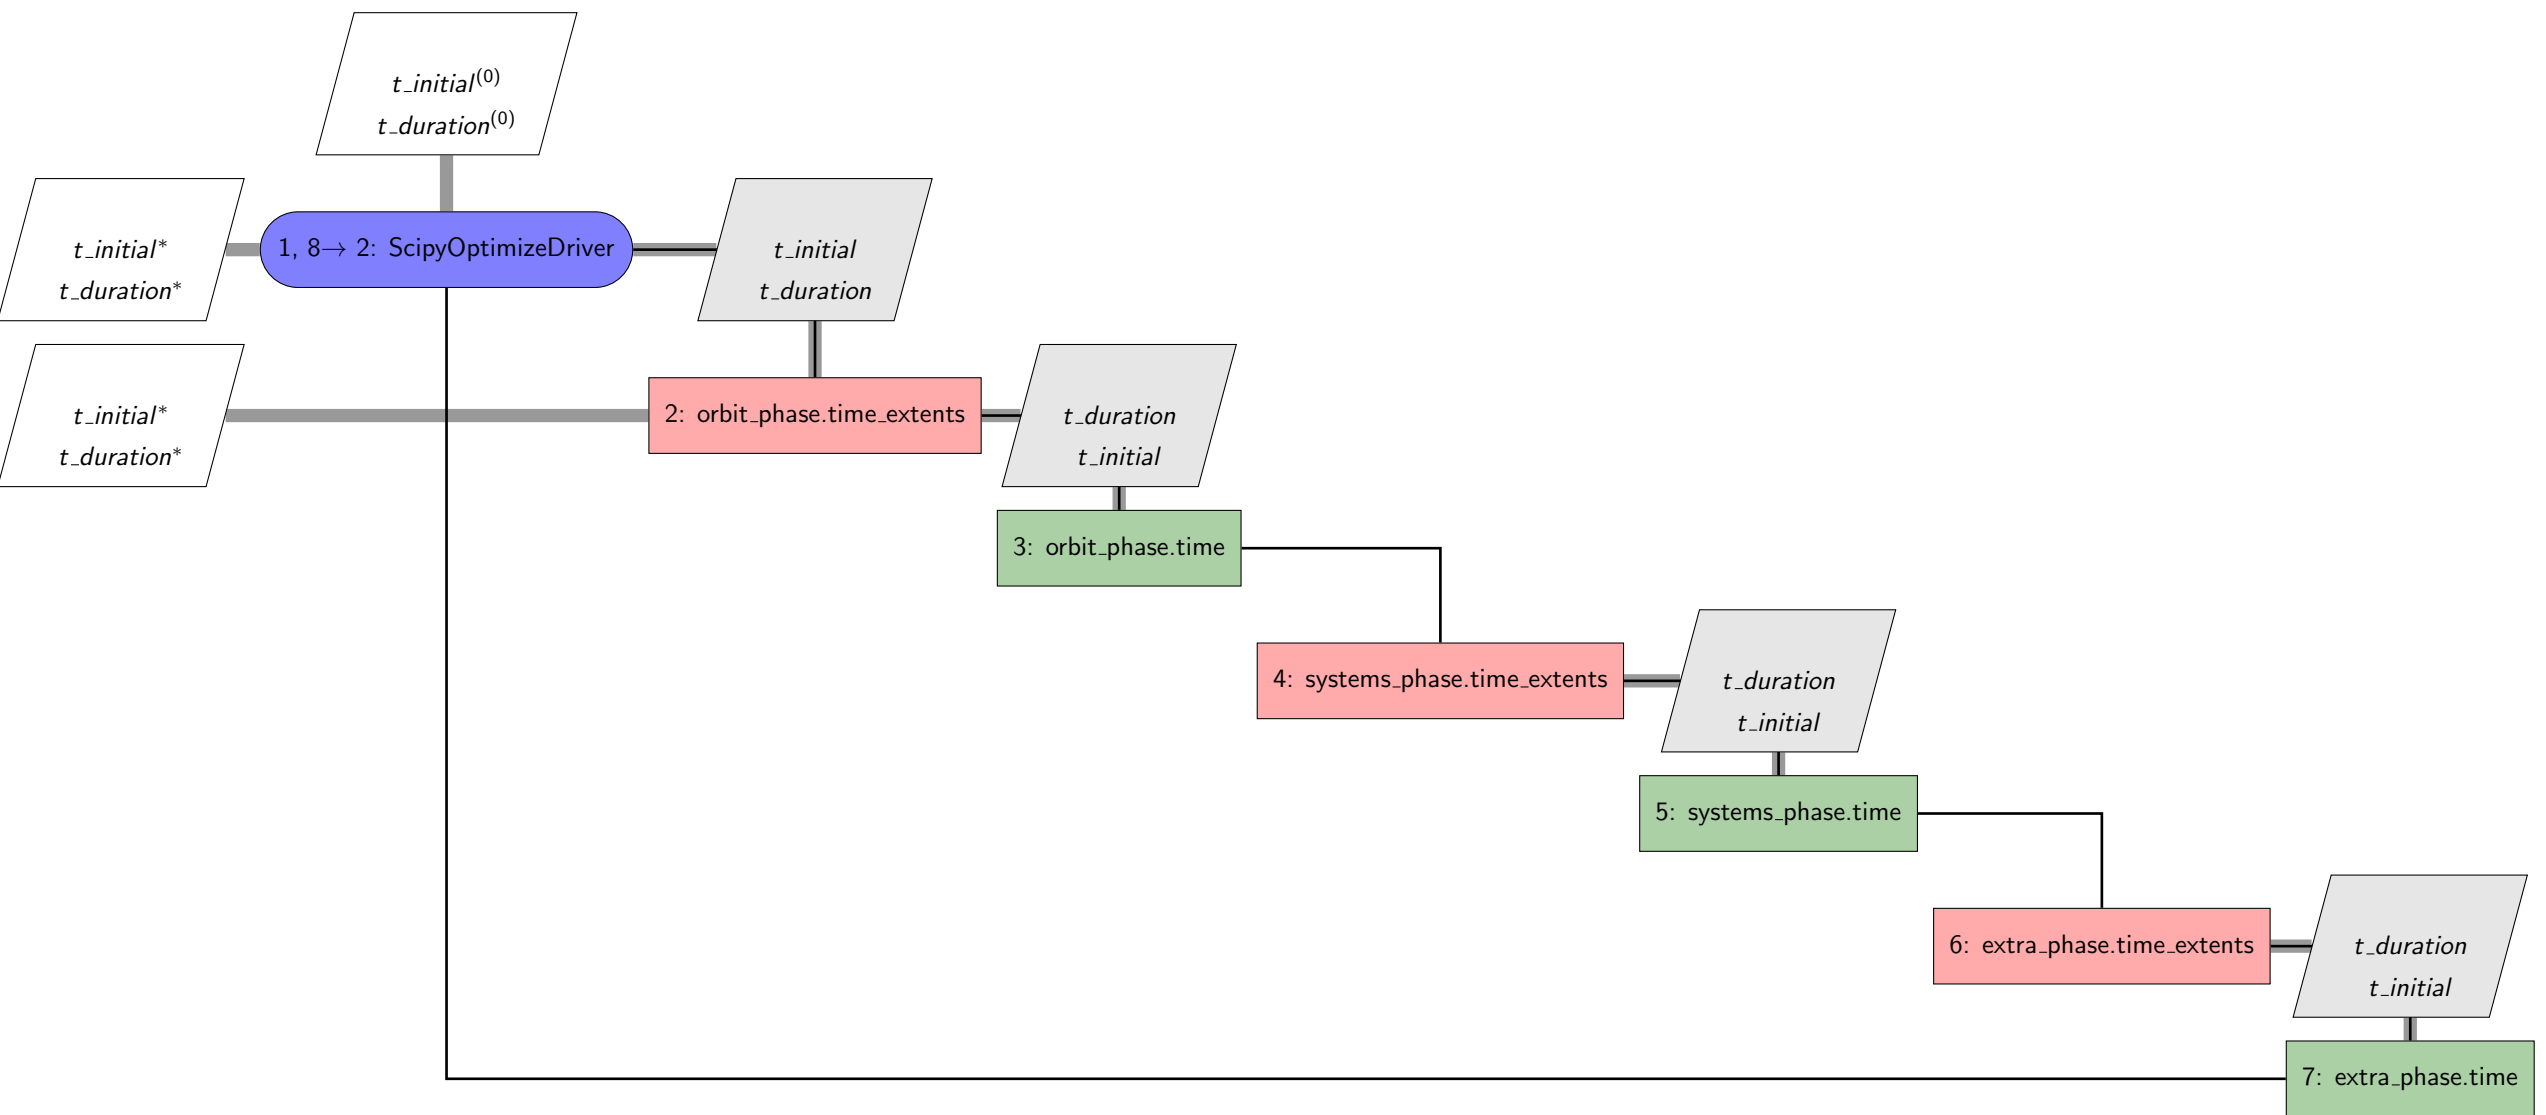 t_initial(0)
t_duration(0)
t_initial*
t_duration*
1, 8→ 2: ScipyOptimizeDriver
t_initial
t_duration
t_initial*
t_duration*
2: orbit_phase.time_extents
t_duration
t_initial
3: orbit_phase.time
4: systems_phase.time_extents
t_duration
t_initial
5: systems_phase.time
6: extra_phase.time_extents
t_duration
t_initial
7: extra_phase.time